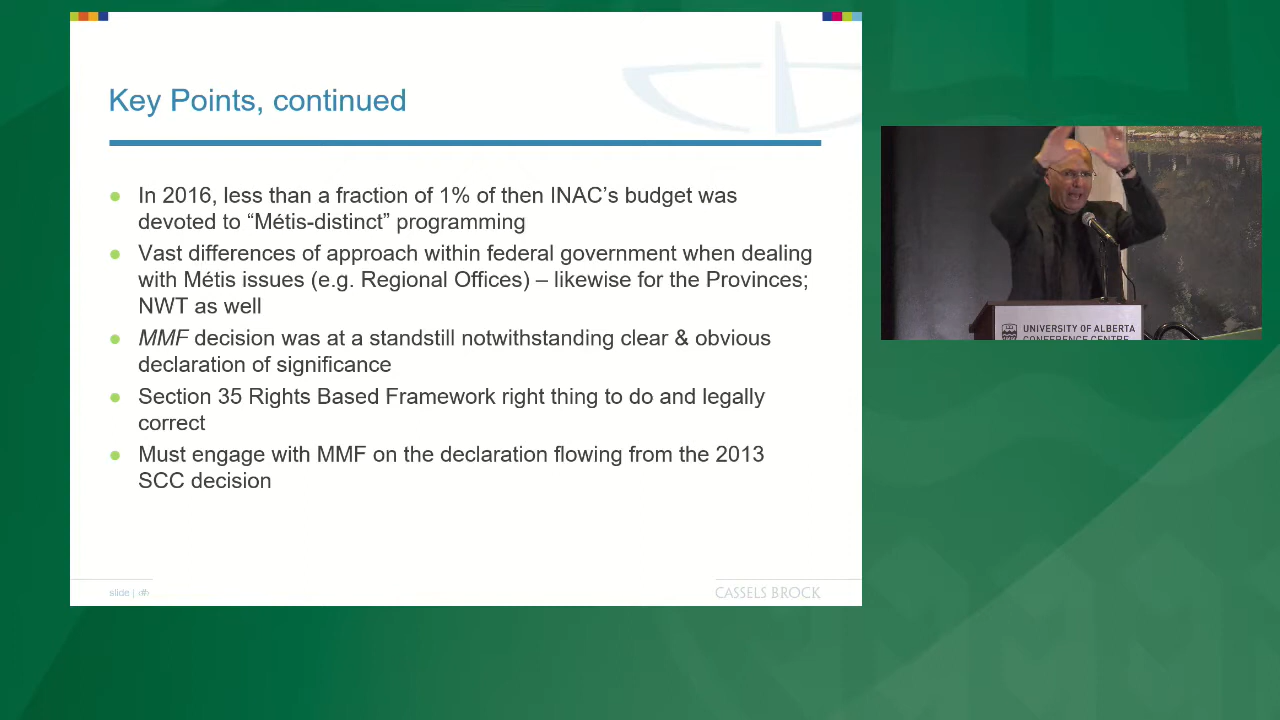 Key Points, continued
In 2016, less than a fraction of 1% of then INAC’s budget was
devoted to “Métis-distinct” programming
Vast differences of approach within federal government when dealing
with Métis issues (e.g. Regional Offices) – likewise for the Provinces;
NWT as well
MMF decision was at a standstill notwithstanding clear & obvious
declaration of significance
Section 35 Rights Based Framework right thing to do and legally
correct
Must engage with MMF on the declaration flowing from the 2013
SCC decision
slide | ‹#›
CASSELS BROCK
UNIVERSITY OF ALBERTA
CONFERENCE CENTRE